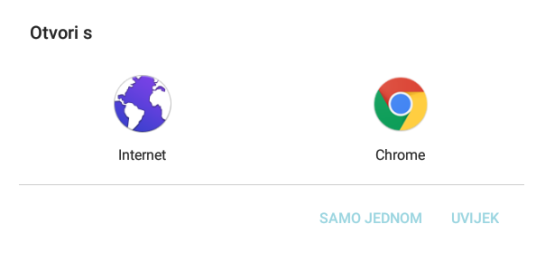 Otvori s
Internet Chrome
SAMO JEDNOM UVIJEK